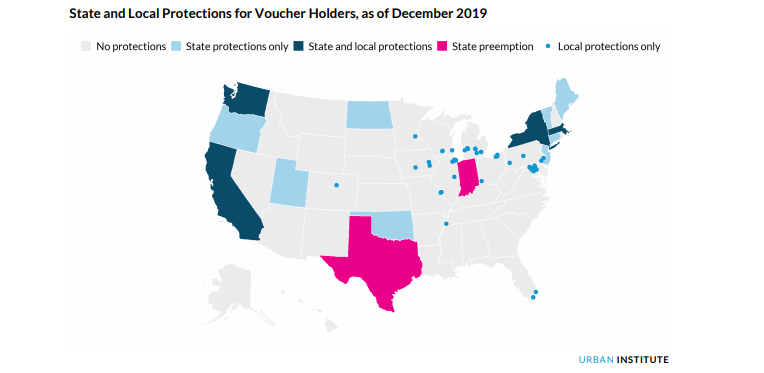 State and Local Protections for Voucher Holders, as of December 2019
No protections State protections only State and local protections State preemption Local protections only
URBAN INSTITUTE